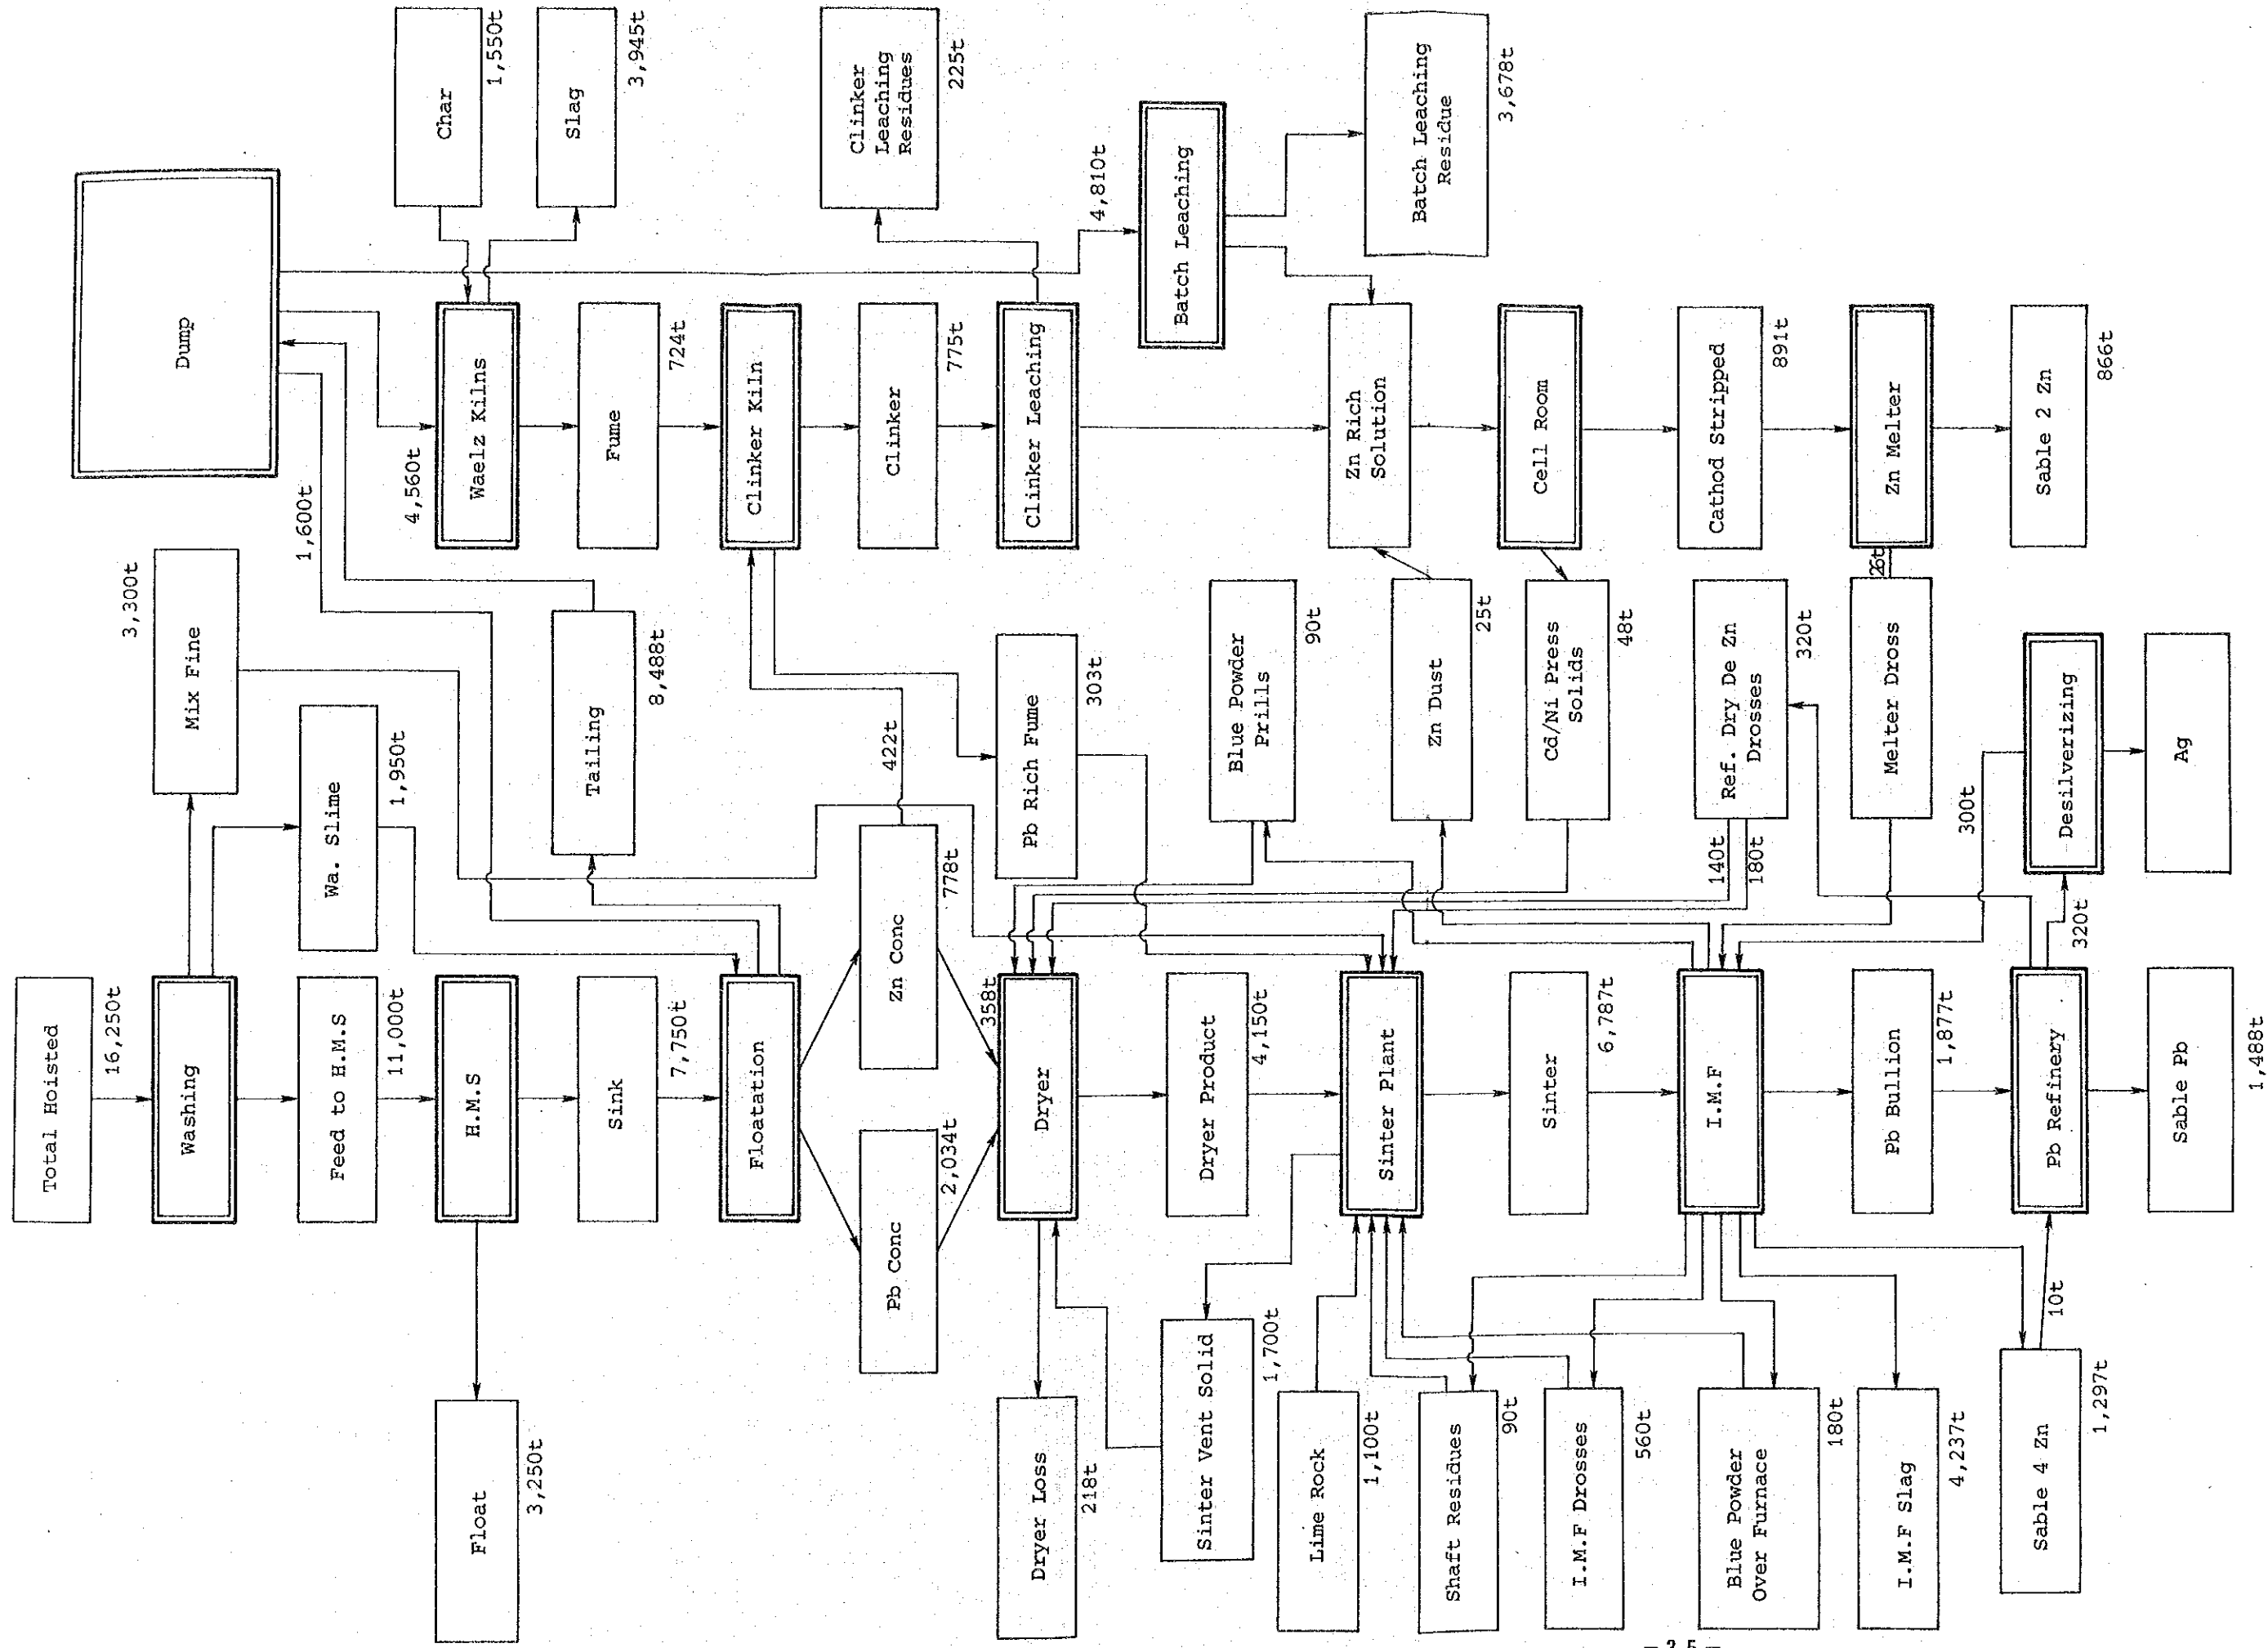 Total Hoisted
16,250t
Washing
Mix Fine
3,300t
Wa. Slime
1,950t
Feed to H.M.S
11,000t
H.M.S
Float
3,250t
Sink
7,750t
Floatation
Tailing
8,488t
1,600t
Dump
Pb Conc
2,034t
Zn Conc
778t
422t
358t
Dryer
Dryer Loss
218t
Dryer Product
4,150t
Sinter Vent Solid
1,700t
Sinter Plant
Lime Rock
1,100t
Shaft Residues
90t
I.M.F Drosses
560t
Blue Powder
Over Furnace
180t
I.M.F Slag
4,237t
Sinter
6,787t
I.M.F
Pb Bullion
1,877t
Pb Refinery
Sable 4 Zn
1,297t
10t
Sable Pb
1,488t
320t
300t
Desilverizing
Ag
Char
1,550t
Slag
3,945t
4,560t
Waelz Kilns
Fume
724t
Clinker Kiln
Pb Rich Fume
303t
Clinker
775t
Clinker Leaching
Clinker
Leaching
Residues
225t
4,810t
Batch Leaching
Batch Leaching
Residue
3,678t
Zn Rich
Solution
Blue Powder
Prills
90t
Zn Dust
25t
Cell Room
Cd/Ni Press
Solids
48t
Cathod Stripped
891t
Ref. Dry De Zn
Drosses
320t
140t
180t
Zn Melter
26t
Melter Dross
Sable 2 Zn
866t
— 25 —